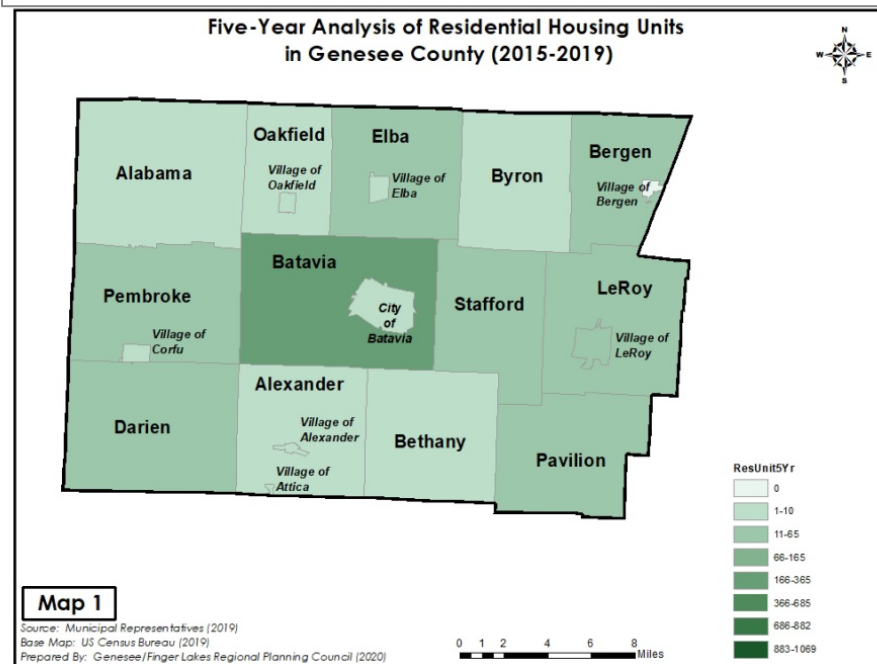 Five-Year Analysis of Residential Housing Units
in Genesee County (2015-2019)
N
W
E
S
Alabama
Oakfield
Village of
Oakfield
Elba
Village of
Elba
Byron
Bergen
Village of
Bergen
Pembroke
Village of
Corfu
Batavia
City
of
Batavia
Stafford
LeRoy
Village of
LeRoy
Darien
Alexander
Village of
Alexander
Village of
Attica
Bethany
Pavilion
ResUnit5Yr
0
1-10
11-65
66-165
166-365
366-685
686-882
883-1069
Map 1
Source: Municipal Representatives (2019)
Base Map: US Census Bureau (2019)
Prepared By: Genesee/Finger Lakes Regional Planning Council (2020)
0 1 2 4 6 8 Miles